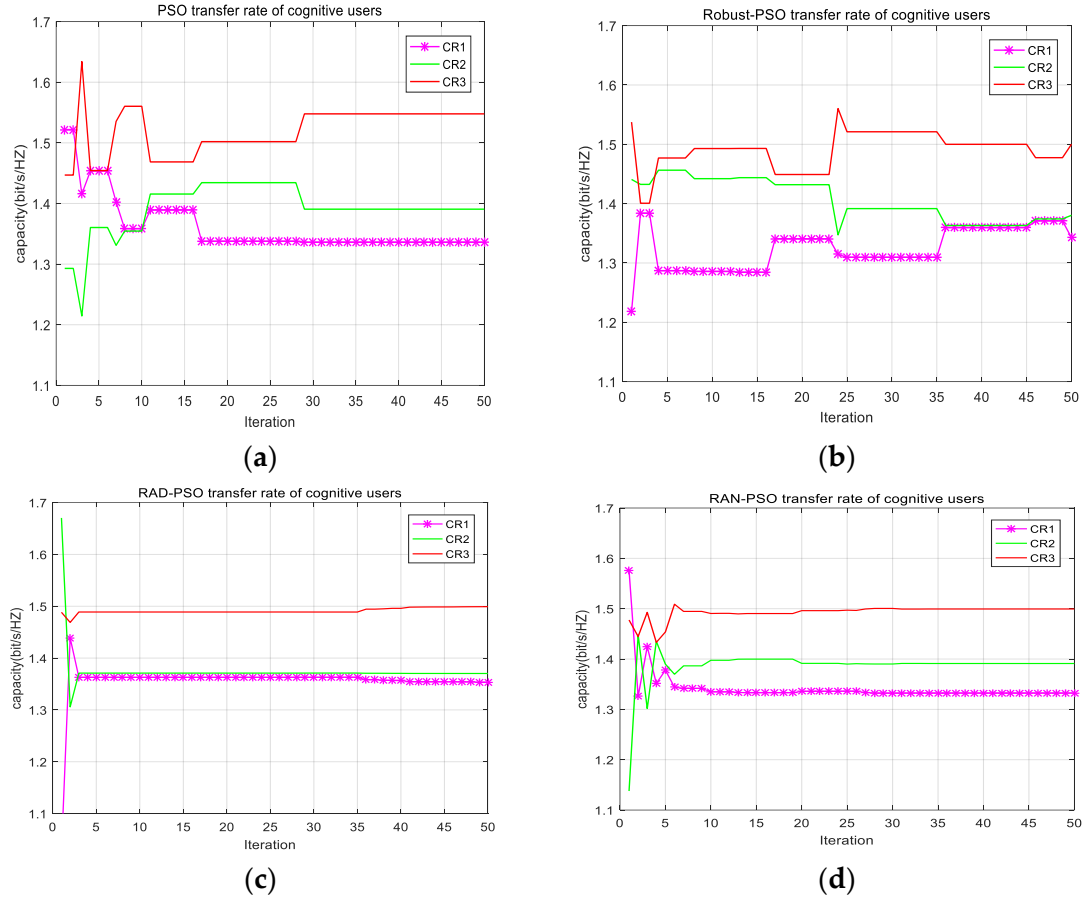 PSO transfer rate of cognitive users
1.7
1.6
1.5
1.4
1.3
1.2
1.1
capacity(bit/s/HZ)
CR1
CR2
CR3
0 5 10 15 20 25 30 35 40 45 50
Iteration
(a)
Robust-PSO transfer rate of cognitive users
1.7
1.6
1.5
1.4
1.3
1.2
1.1
capacity(bit/s/HZ)
CR1
CR2
CR3
0 5 10 15 20 25 30 35 40 45 50
Iteration
(b)
RAD-PSO transfer rate of cognitive users
1.7
1.6
1.5
1.4
1.3
1.2
1.1
capacity(bit/s/HZ)
CR1
CR2
CR3
0 5 10 15 20 25 30 35 40 45 50
Iteration
(c)
RAN-PSO transfer rate of cognitive users
1.7
1.6
1.5
1.4
1.3
1.2
1.1
capacity(bit/s/HZ)
CR1
CR2
CR3
0 5 10 15 20 25 30 35 40 45 50
Iteration
(d)